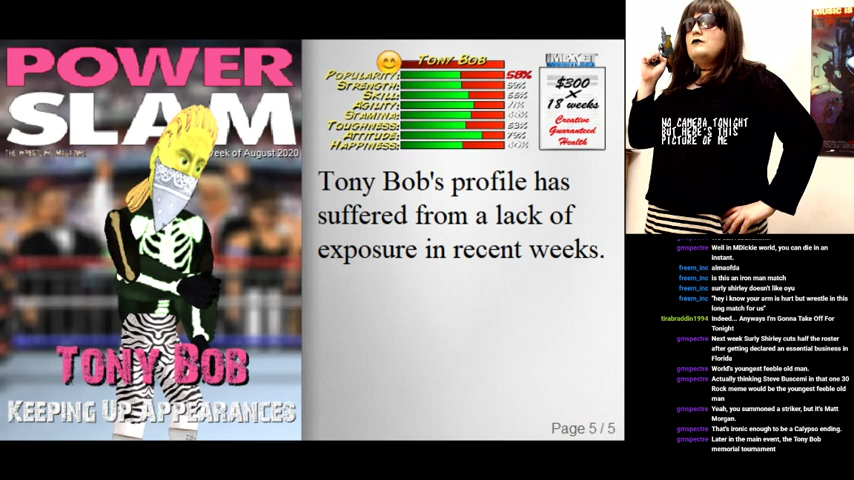 POWER
SLAM
week of August 2020
TONY BOB
KEEPING UP APPEARANCES
TONY BOB
POPULARITY:
STRENGTH:
SKILL:
AGILITY:
STAMINA:
TOUGHNESS:
ATTITUDE:
HAPPINESS:
58%
IMPACT
WRESTLING
$300
X
18 weeks
Creative
Guaranteed
Health
Tony Bob's profile has
suffered from a lack of
exposure in recent weeks.
Page 5 / 5
MUSIC IS
NO CAMERA TONIGHT
BUT HERE'S THIS
PICTURE OF ME
gmspectre Well in MDickie world, you can die in an
instant.
freem_inc almaofda
freem_inc is this an iron man match
freem_inc surly shirley doesn't like oyu
freem_inc "hey i know your arm is hurt but wrestle in this
long match for us"
tirabraddin1994 Indeed... Anyways I'm Gonna Take Off For
Tonight
gmspectre Next week Surly Shirley cuts half the roster
after getting declared an essential business in
Florida
gmspectre World's youngest feeble old man.
gmspectre Actually thinking Steve Buscemi in that one 30
Rock meme would be the youngest feeble old
man
gmspectre Yeah, you summoned a striker, but it's Matt
Morgan.
gmspectre That's ironic enough to be a Calypso ending.
gmspectre Later in the main event, the Tony Bob
memorial tournament